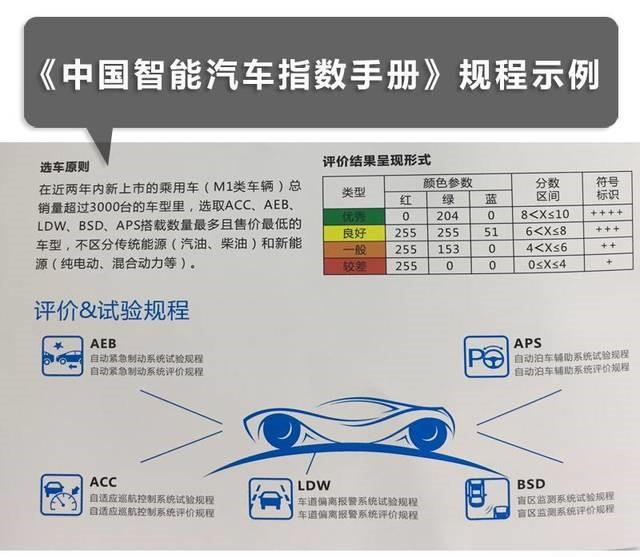 《中国智能汽车指数手册》规程示例
选车原则
在近两年内新上市的乘用车（M1类车辆）总
销量超过3000台的车型里，选取ACC、AEB、
LDW、BSD、APS搭载数量最多且售价最低的
车型，不区分传统能源（汽油、柴油）和新能
源（纯电动、混合动力等）。
评价结果呈现形式
类型 颜色参数 分数区间 符号标识
红 绿 蓝
优秀 0 204 0 8＜X≤10 ++++
良好 255 255 51 6＜X≤8 +++
一般 255 153 0 4＜X≤6 ++
较差 255 0 0 0≤X≤4 +
评价&试验规程
AEB
自动紧急制动系统试验规程
自动紧急制动系统评价规程
APS
自动泊车辅助系统试验规程
自动泊车辅助系统评价规程
ACC
自适应巡航控制系统试验规程
自适应巡航控制系统评价规程
LDW
车道偏离报警系统试验规程
车道偏离报警系统评价规程
BSD
盲区监测系统试验规程
盲区监测系统评价规程